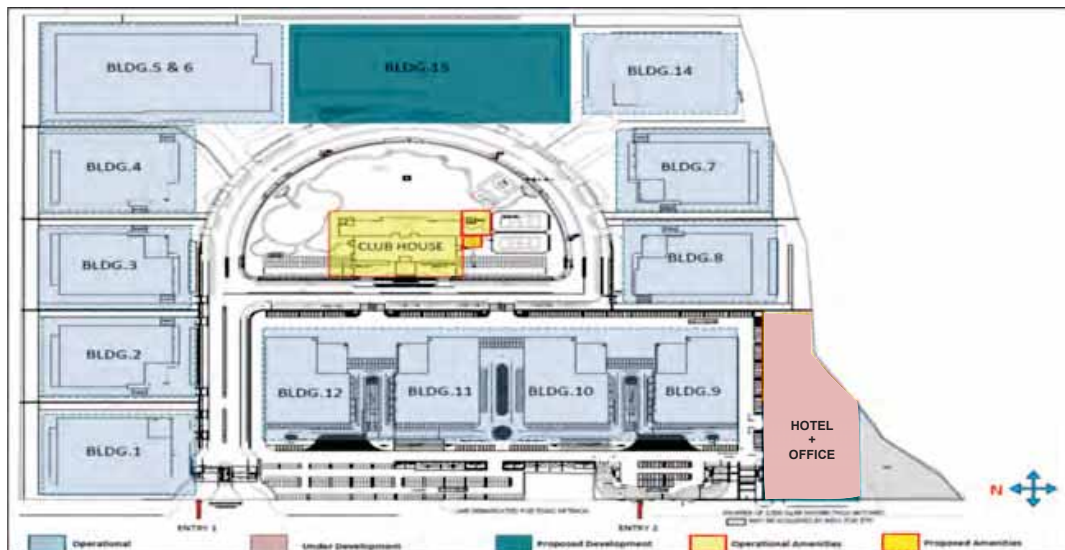 BLDG.5 & 6
BLDG.15
BLDG.14
BLDG.4
BLDG.7
CLUB HOUSE
BLDG.3
BLDG.8
BLDG.2
BLDG.12
BLDG.11
BLDG.10
BLDG.9
BLDG.1
HOTEL
+
OFFICE
N
ENTRY 1
ENTRY 2
Operational
Under Development
Proposed Development
Operational Amenities
Proposed Amenities